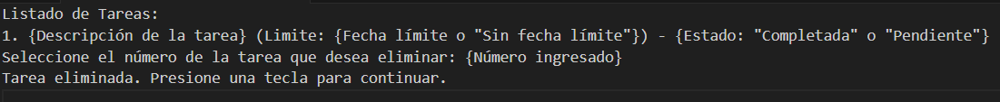 Listado de Tareas:
1. {Descripción de la tarea} (Limite: {Fecha límite o "Sin fecha límite"}) - {Estado: "Completada" o "Pendiente"}
Seleccione el número de la tarea que desea eliminar: {Número ingresado}
Tarea eliminada. Presione una tecla para continuar.